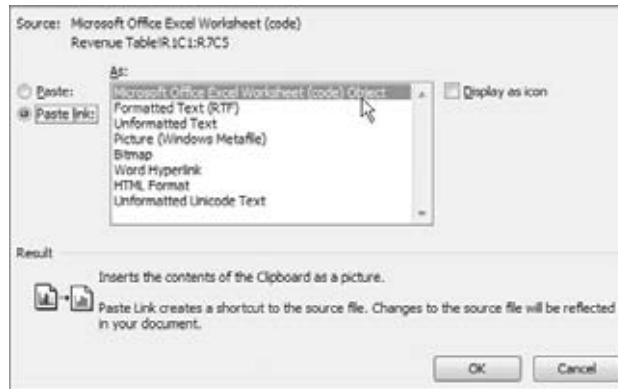 Source: Microsoft Office Excel Worksheet (code)
Revenue Table!R1C1:R7C5
As:
Paste:
Paste link:
Microsoft Office Excel Worksheet (code) Object
Formatted Text (RTF)
Unformatted Text
Picture (Windows Metafile)
Bitmap
Word Hyperlink
HTML Format
Unformatted Unicode Text
Display as icon
Result
Inserts the contents of the Clipboard as a picture.
Paste Link creates a shortcut to the source file. Changes to the source file will be reflected
in your document.
OK
Cancel